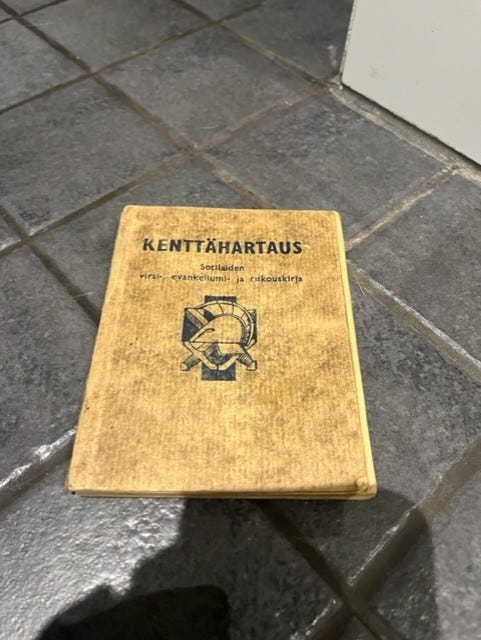 KENTTÄHARTAUS
Sotilaiden
virsi-, evankeliumi- ja rukouskirja